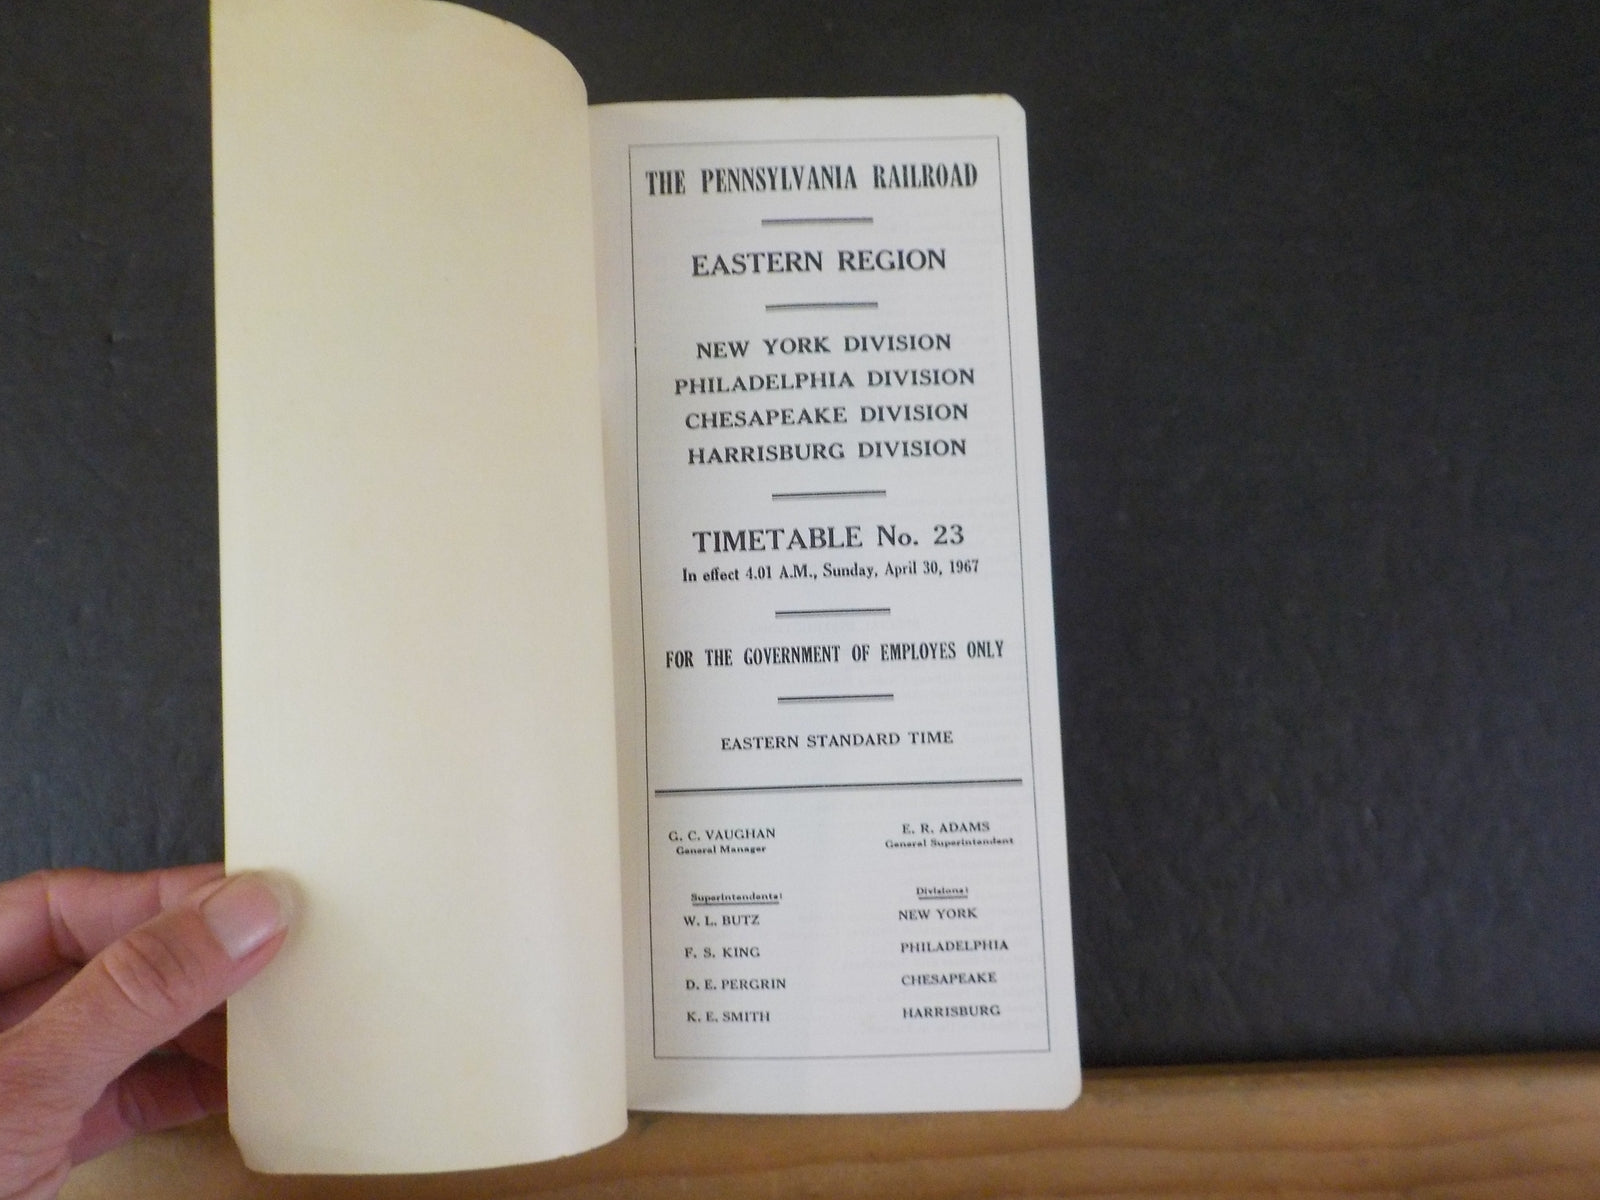 THE PENNSYLVANIA RAILROAD
EASTERN REGION
NEW YORK DIVISION
PHILADELPHIA DIVISION
CHESAPEAKE DIVISION
HARRISBURG DIVISION
TIMETABLE No. 23
In effect 4.01 A.M., Sunday, April 30, 1967
FOR THE GOVERNMENT OF EMPLOYES ONLY
EASTERN STANDARD TIME
G. C. VAUGHAN E. R. ADAMS
General Manager General Superintendent
Superintendents: Divisions:
W. L. BUTZ NEW YORK
F. S. KING PHILADELPHIA
D. E. PERGRIN CHESAPEAKE
K. E. SMITH HARRISBURG